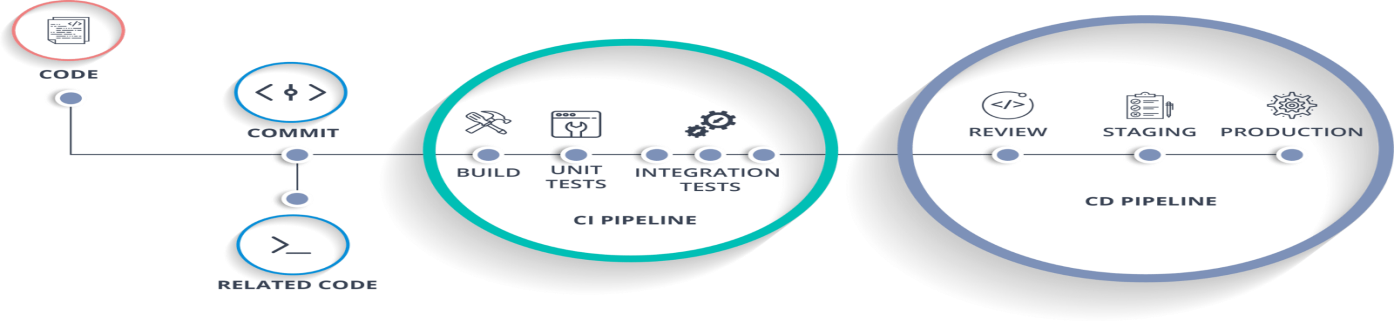 CODE
COMMIT
RELATED CODE
BUILD
UNIT
TESTS
INTEGRATION
TESTS
CI PIPELINE
REVIEW
STAGING
PRODUCTION
CD PIPELINE